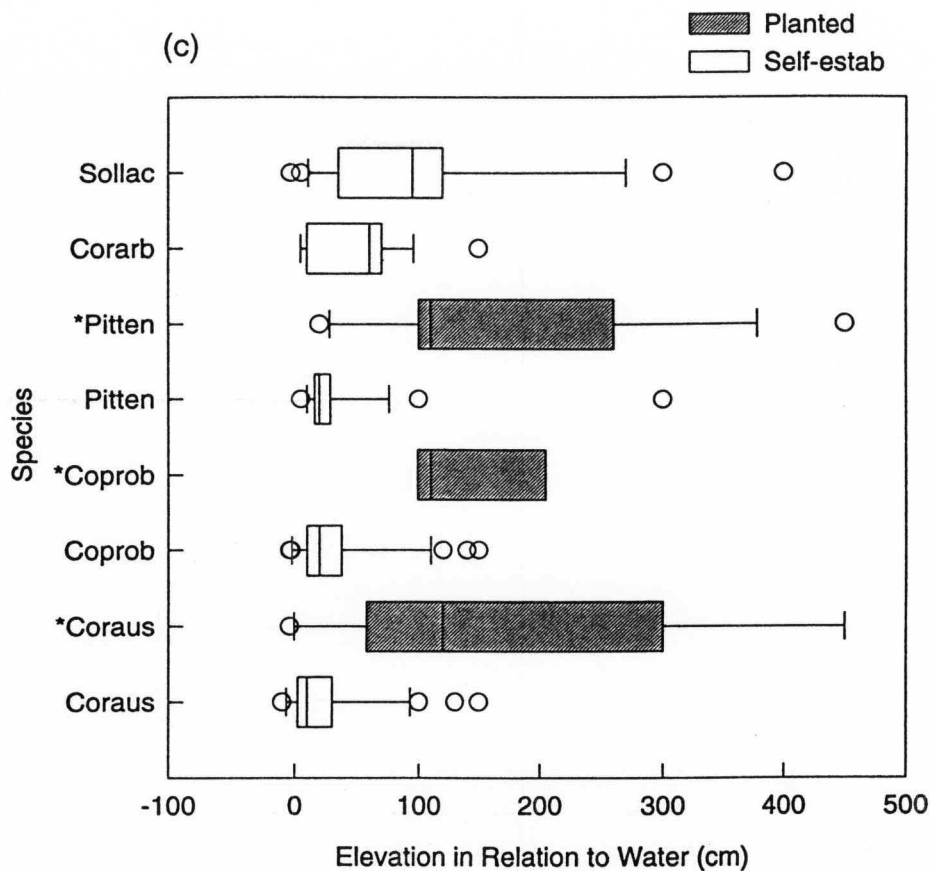 (c)
Planted
Self-estab
Sollac
Corarb
*Pitten
Pitten
*Coprob
Coprob
*Coraus
Coraus
Species
-100 0 100 200 300 400 500
Elevation in Relation to Water (cm)